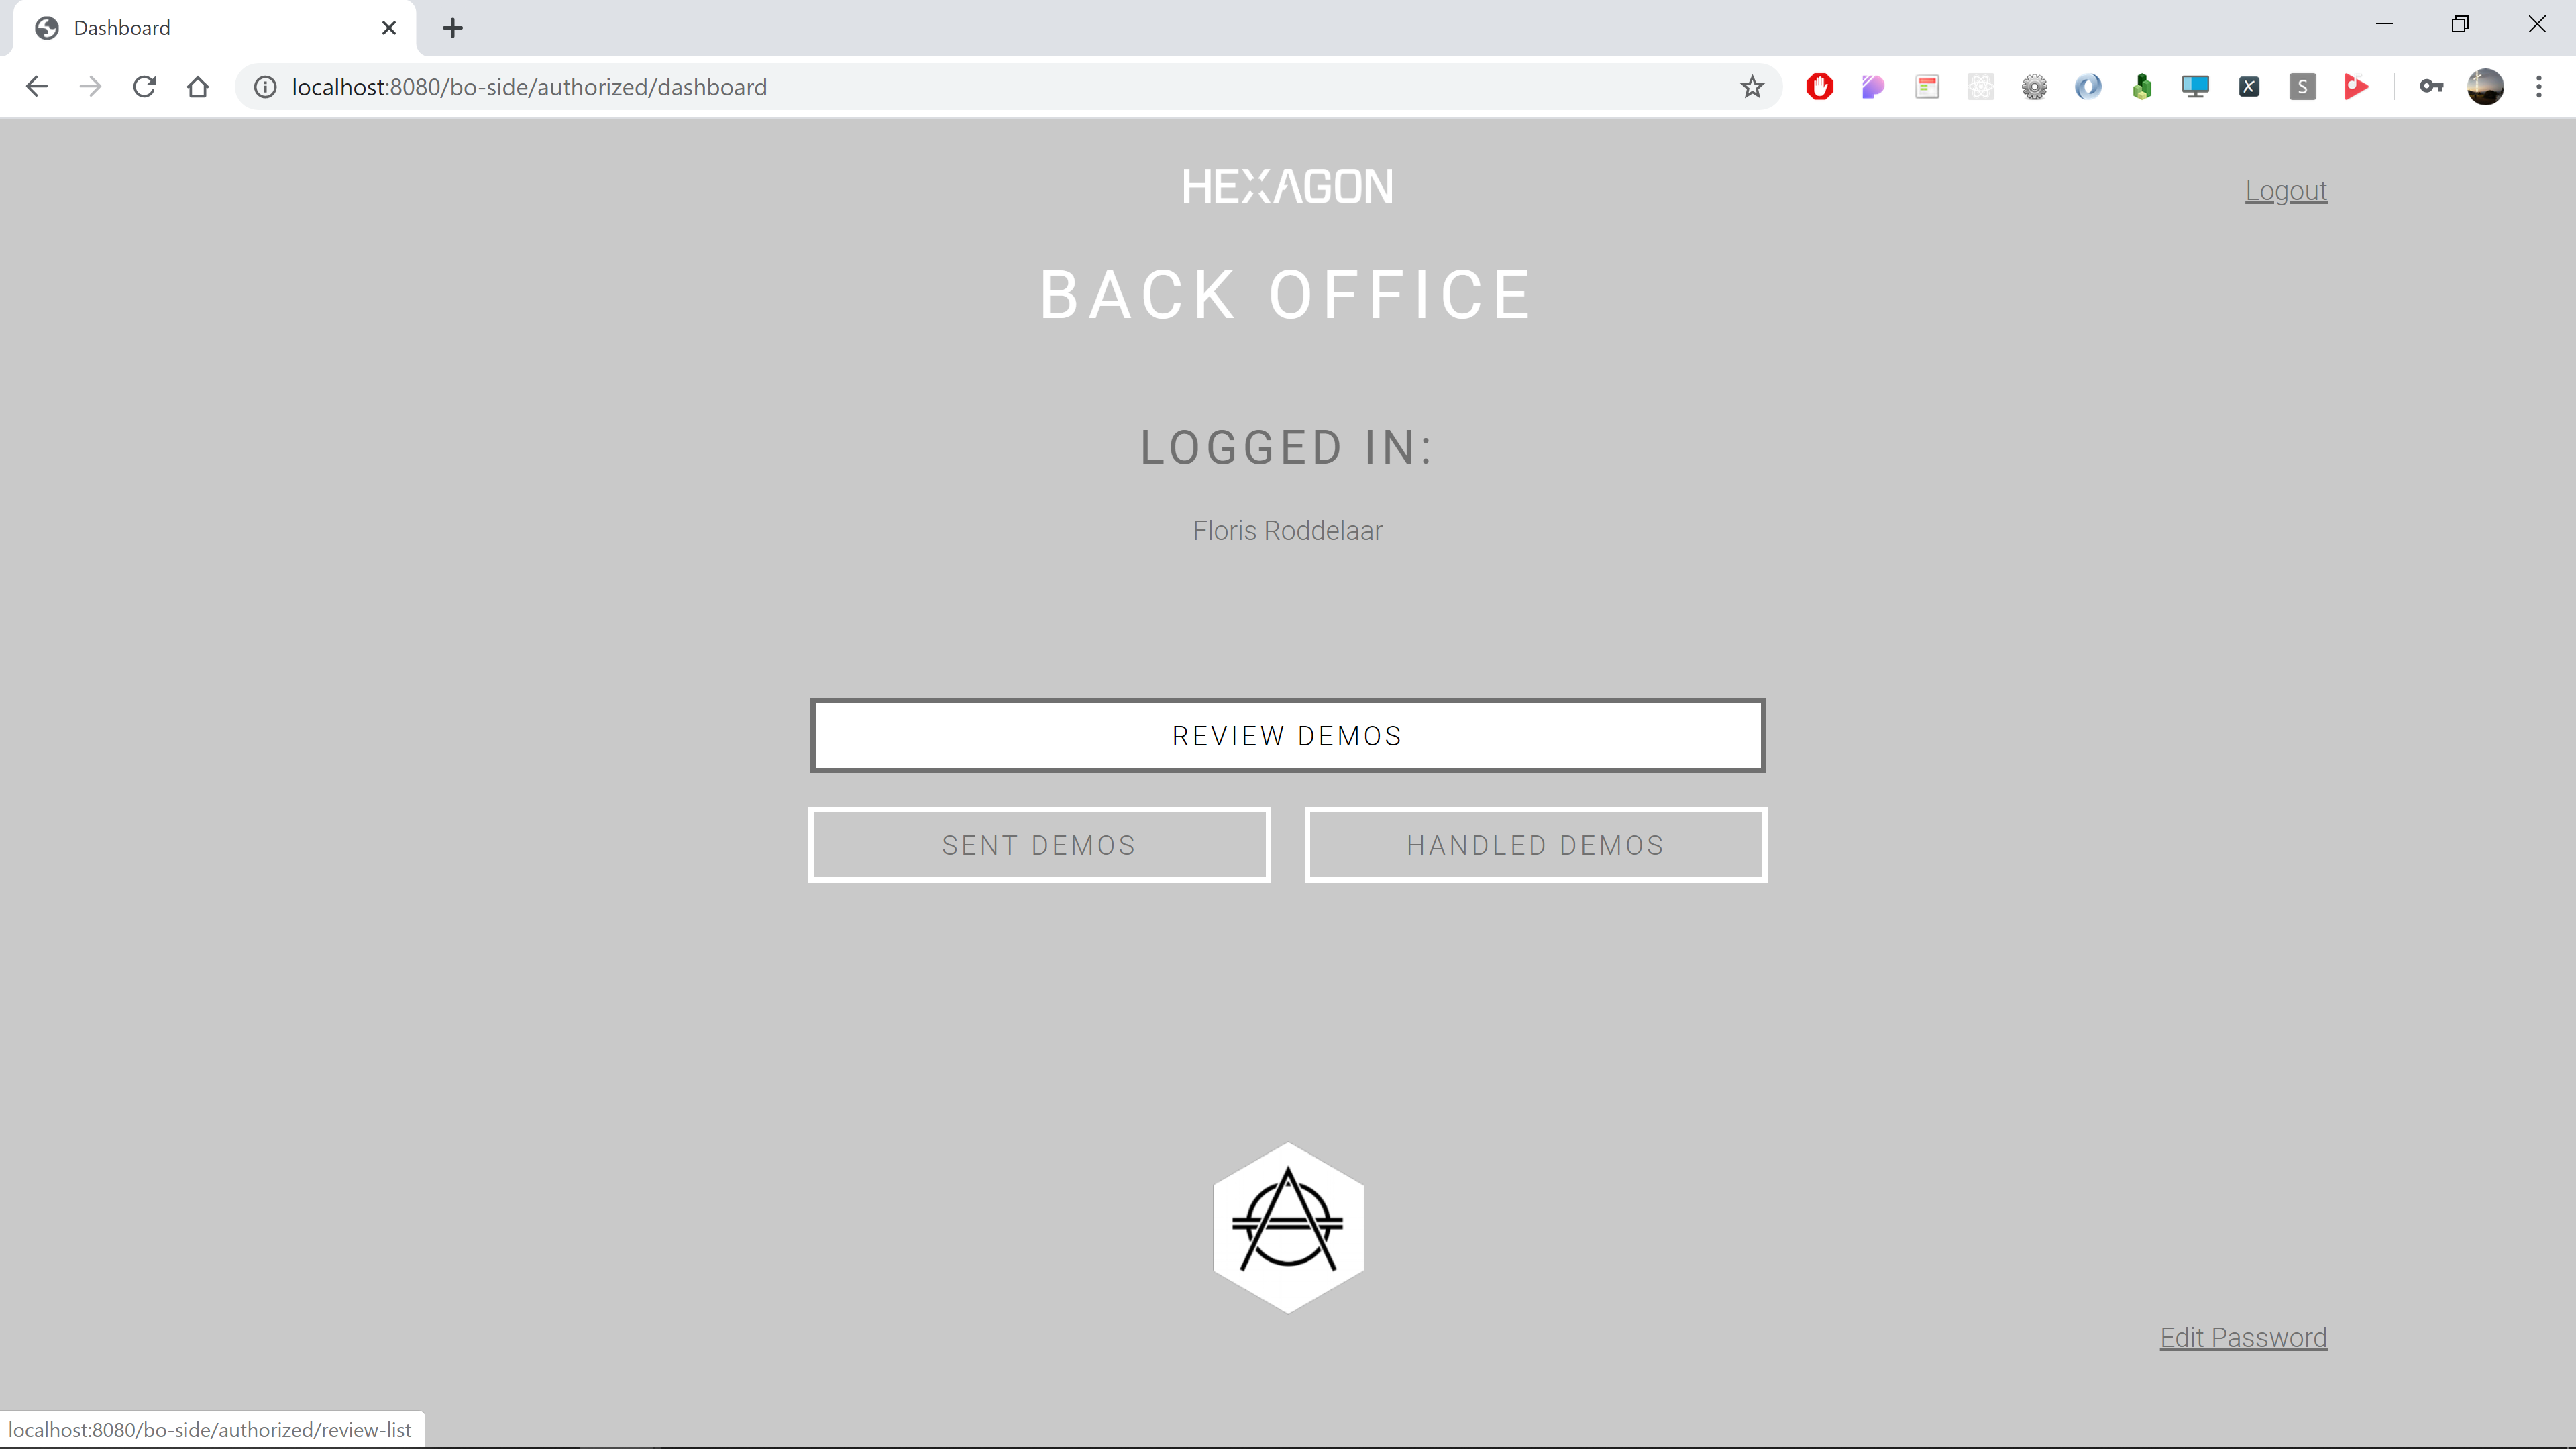 Dashboard
localhost:8080/bo-side/authorized/dashboard
HEXAGON
Logout
BACK OFFICE
LOGGED IN:
Floris Roddelaar
REVIEW DEMOS
SENT DEMOS
HANDLED DEMOS
Edit Password
localhost:8080/bo-side/authorized/review-list